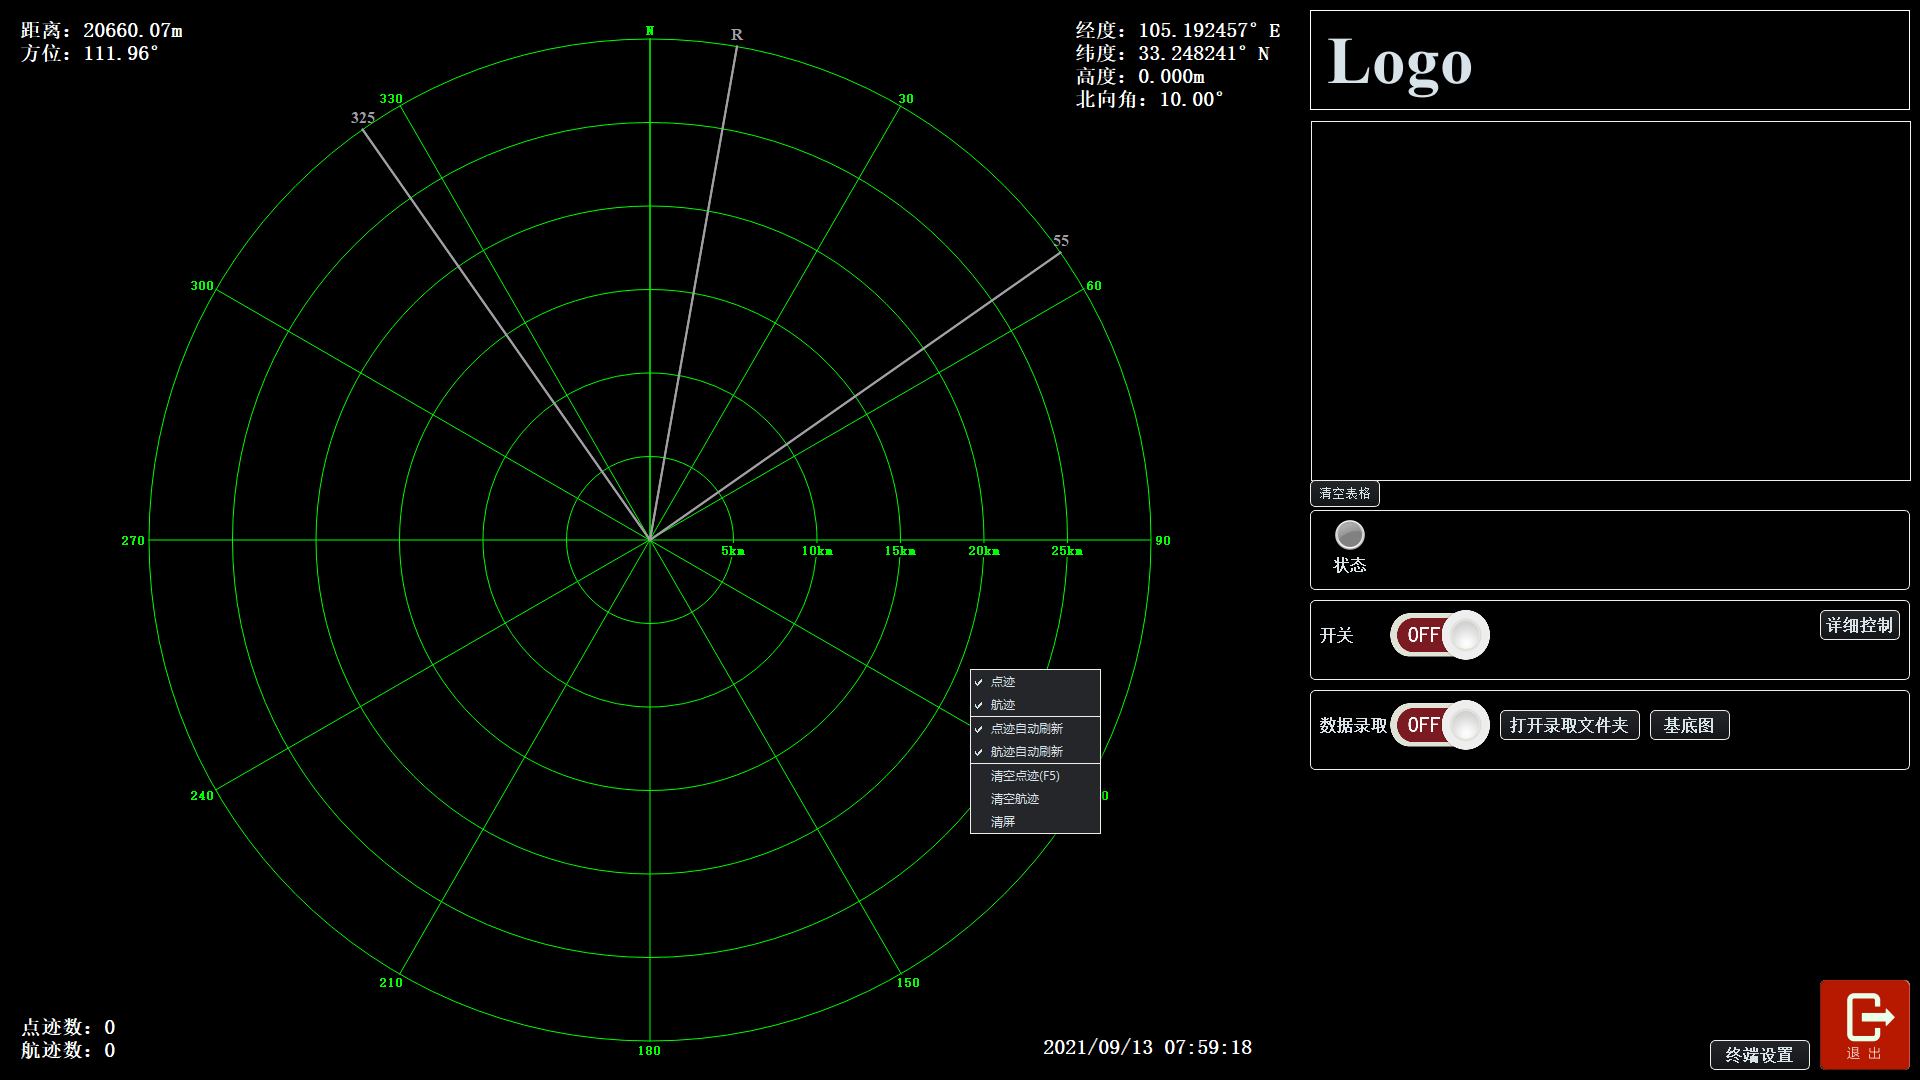 距离：20660.07m
方位：111.96°
经度：105.192457° E
纬度：33.248241° N
高度：0.000m
北向角：10.00°
Logo
N
R
330
30
325
55
300
60
270
90
5km
10km
15km
20km
25km
240
0
210
150
180
点迹
航迹
点迹自动刷新
航迹自动刷新
清空点迹(F5)
清空航迹
清屏
清空表格
状态
开关
OFF
详细控制
数据录取
OFF
打开录取文件夹
基底图
点迹数：0
航迹数：0
2021/09/13 07:59:18
终端设置
退 出